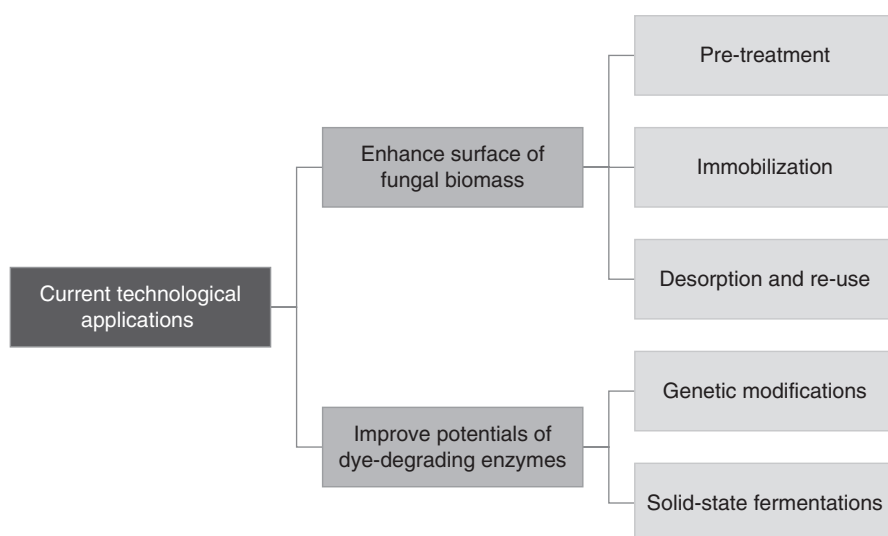 Pre-treatment
Enhance surface of
fungal biomass
Immobilization
Desorption and re-use
Current technological
applications
Genetic modifications
Improve potentials of
dye-degrading enzymes
Solid-state fermentations